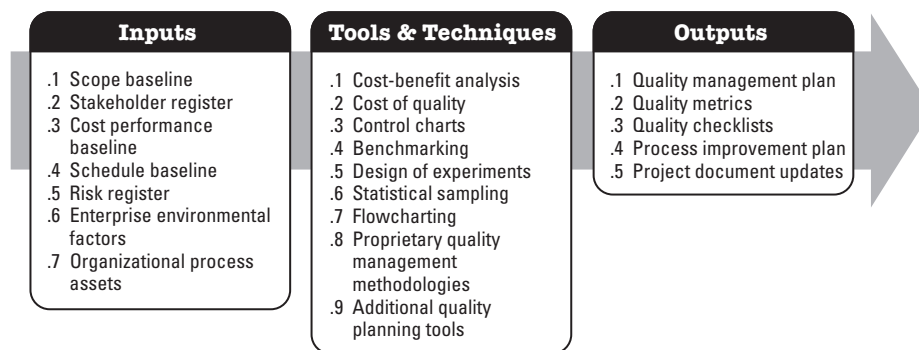 Inputs
.1 Scope baseline
.2 Stakeholder register
.3 Cost performance
baseline
.4 Schedule baseline
.5 Risk register
.6 Enterprise environmental
factors
.7 Organizational process
assets
Tools & Techniques
.1 Cost-benefit analysis
.2 Cost of quality
.3 Control charts
.4 Benchmarking
.5 Design of experiments
.6 Statistical sampling
.7 Flowcharting
.8 Proprietary quality
management
methodologies
.9 Additional quality
planning tools
Outputs
.1 Quality management plan
.2 Quality metrics
.3 Quality checklists
.4 Process improvement plan
.5 Project document updates